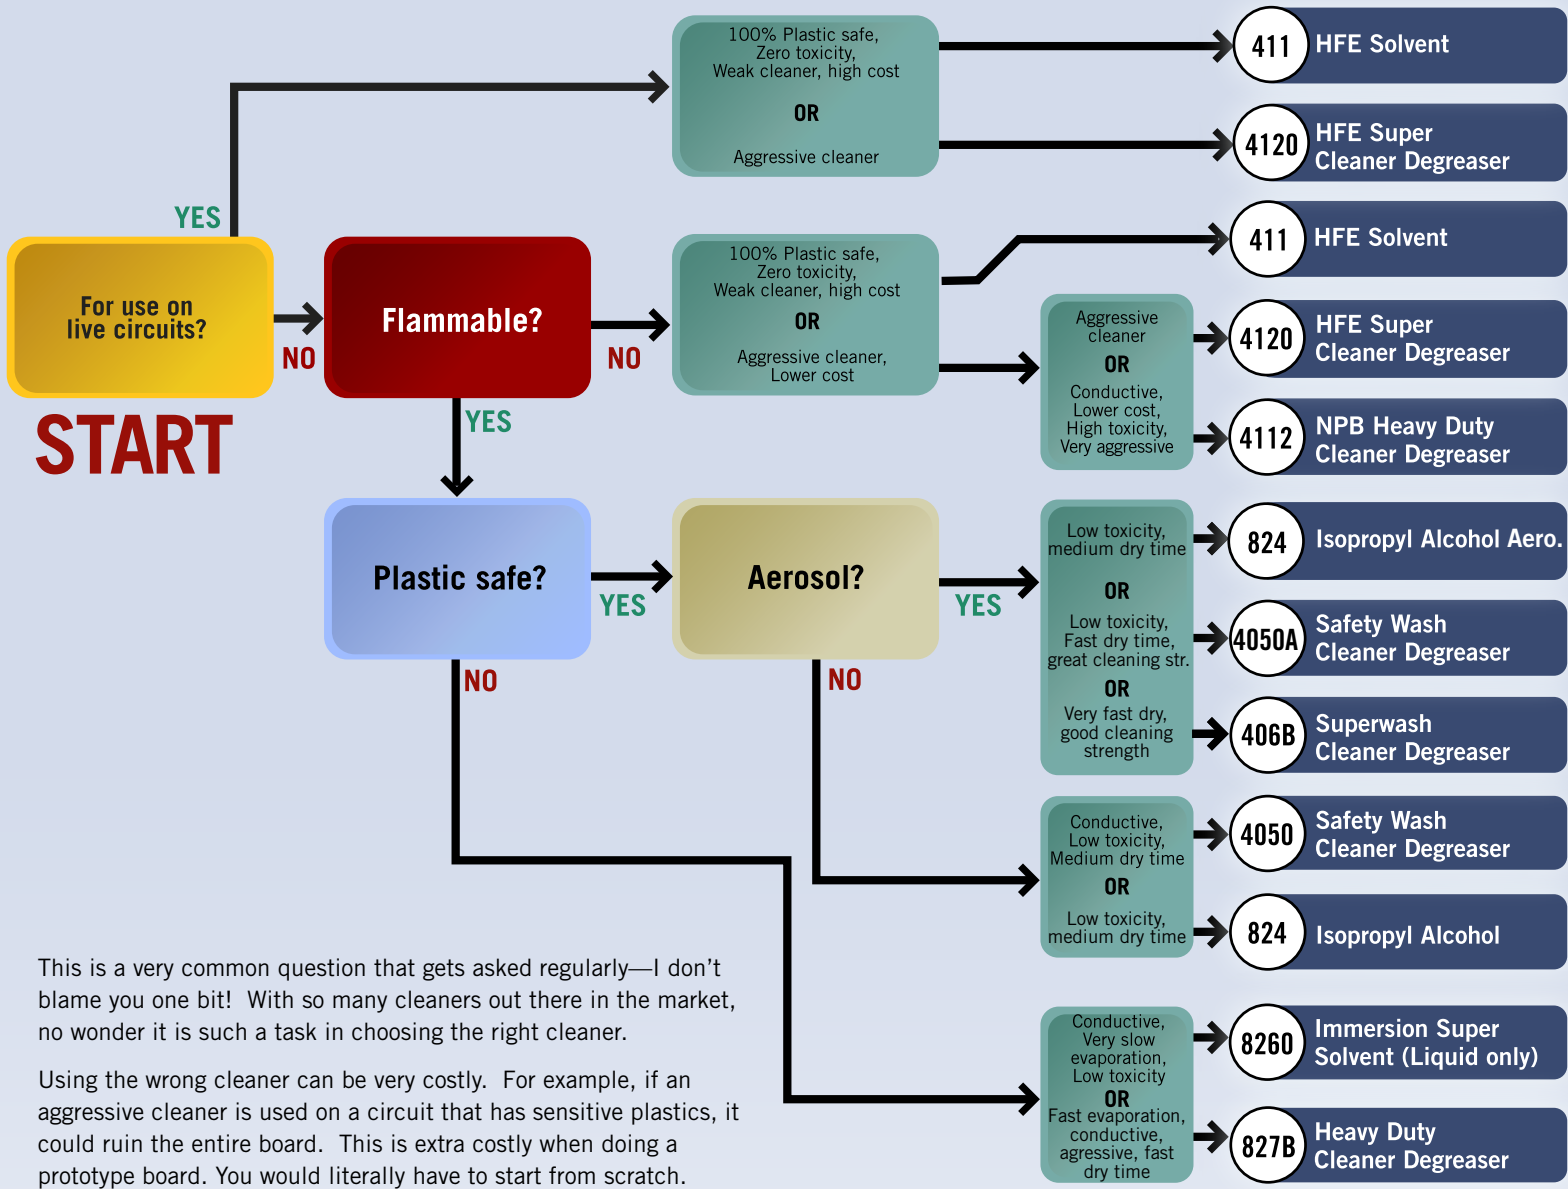 100% Plastic safe,
Zero toxicity,
Weak cleaner, high cost
OR
Aggressive cleaner
411
HFE Solvent
4120
HFE Super
Cleaner Degreaser
YES
For use on
live circuits?
NO
START
Flammable?
NO
YES
100% Plastic safe,
Zero toxicity,
Weak cleaner, high cost
OR
Aggressive cleaner,
Lower cost
411
HFE Solvent
Aggressive
cleaner
OR
Conductive,
Lower cost,
High toxicity,
Very aggressive
4120
HFE Super
Cleaner Degreaser
4112
NPB Heavy Duty
Cleaner Degreaser
Plastic safe?
YES
NO
Aerosol?
YES
NO
Low toxicity,
medium dry time
OR
Low toxicity,
Fast dry time,
great cleaning str.
OR
Very fast dry,
good cleaning
strength
824
Isopropyl Alcohol Aero.
4050A
Safety Wash
Cleaner Degreaser
406B
Superwash
Cleaner Degreaser
Conductive,
Low toxicity,
Medium dry time
OR
Low toxicity,
medium dry time
4050
Safety Wash
Cleaner Degreaser
824
Isopropyl Alcohol
Conductive,
Very slow
evaporation,
Low toxicity
OR
Fast evaporation,
conductive,
agressive, fast
dry time
8260
Immersion Super
Solvent (Liquid only)
827B
Heavy Duty
Cleaner Degreaser
This is a very common question that gets asked regularly—I don't
blame you one bit!  With so many cleaners out there in the market,
no wonder it is such a task in choosing the right cleaner.
Using the wrong cleaner can be very costly.  For example, if an
aggressive cleaner is used on a circuit that has sensitive plastics, it
could ruin the entire board.  This is extra costly when doing a
prototype board. You would literally have to start from scratch.